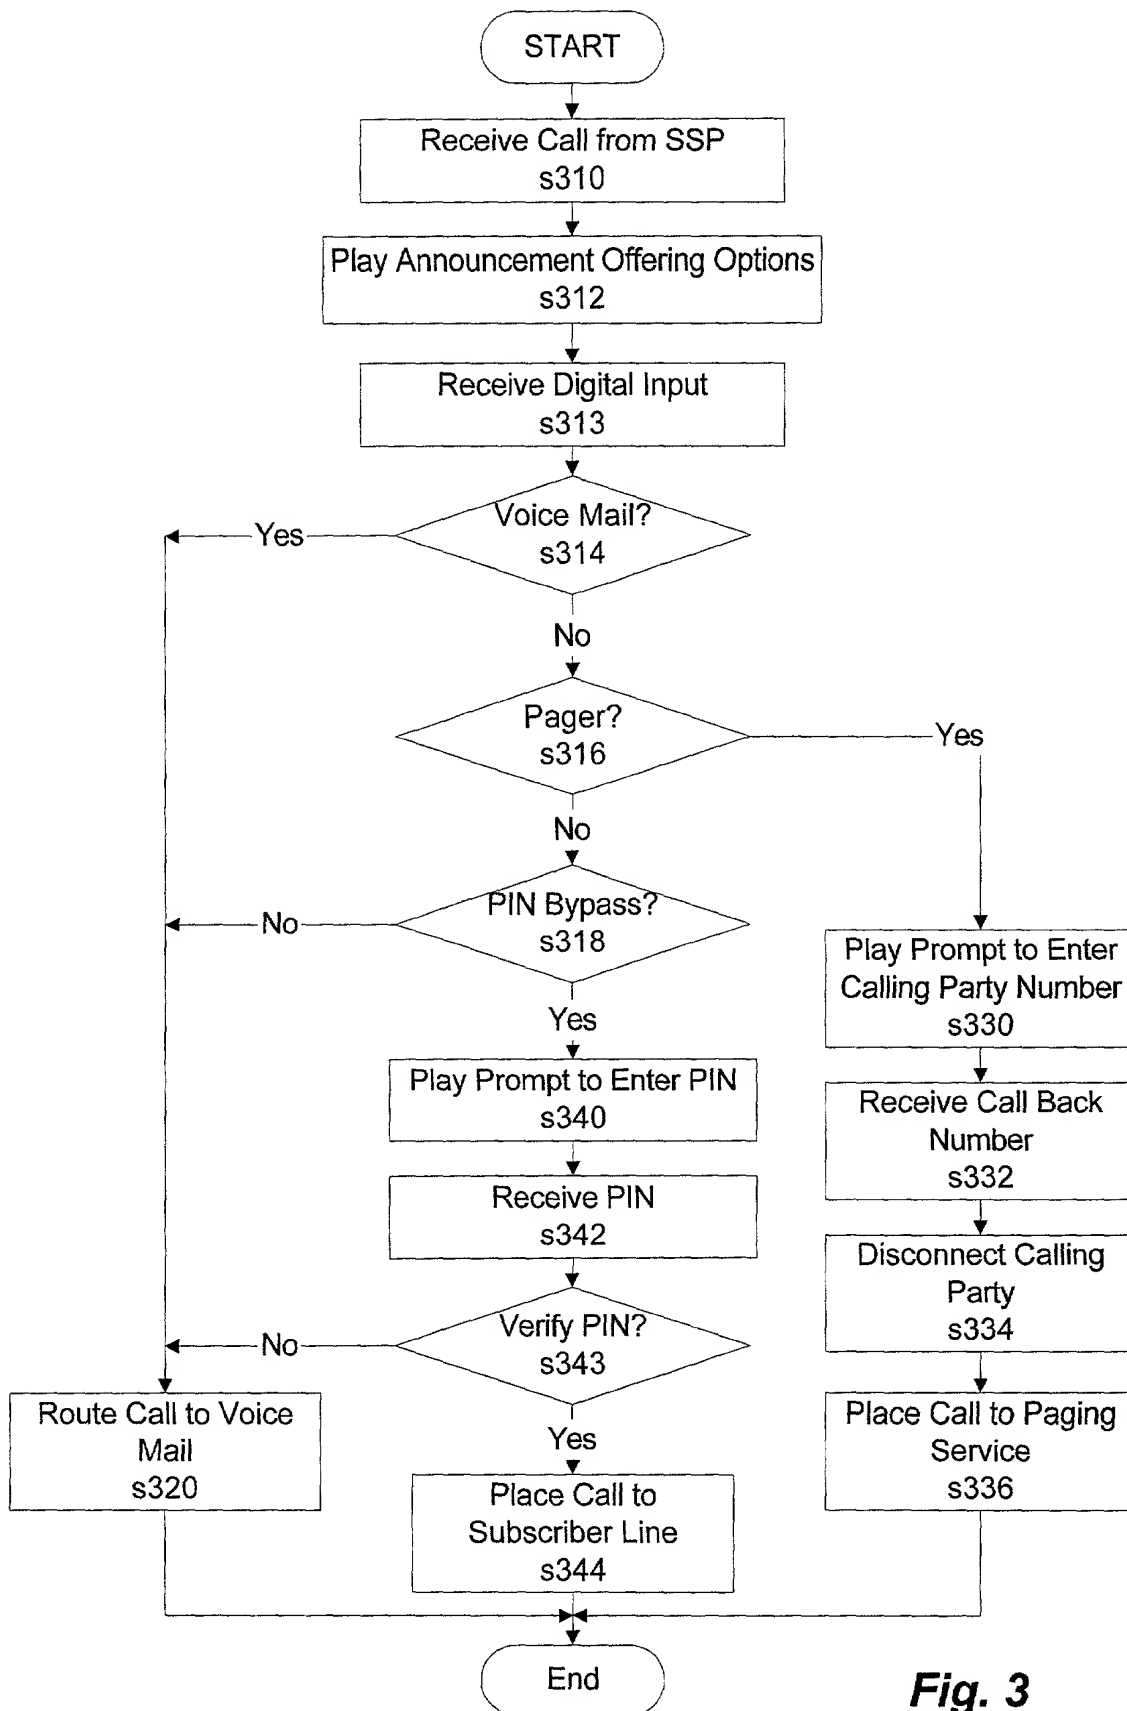 START
Receive Call from SSP
s310
Play Announcement Offering Options
s312
Receive Digital Input
s313
Voice Mail?
s314
Yes
No
Pager?
s316
Yes
No
PIN Bypass?
s318
No
Yes
Play Prompt to Enter
Calling Party Number
s330
Play Prompt to Enter PIN
s340
Receive Call Back
Number
s332
Receive PIN
s342
Disconnect Calling
Party
s334
Verify PIN?
s343
No
Yes
Route Call to Voice
Mail
s320
Place Call to
Subscriber Line
s344
Place Call to Paging
Service
s336
End
Fig. 3